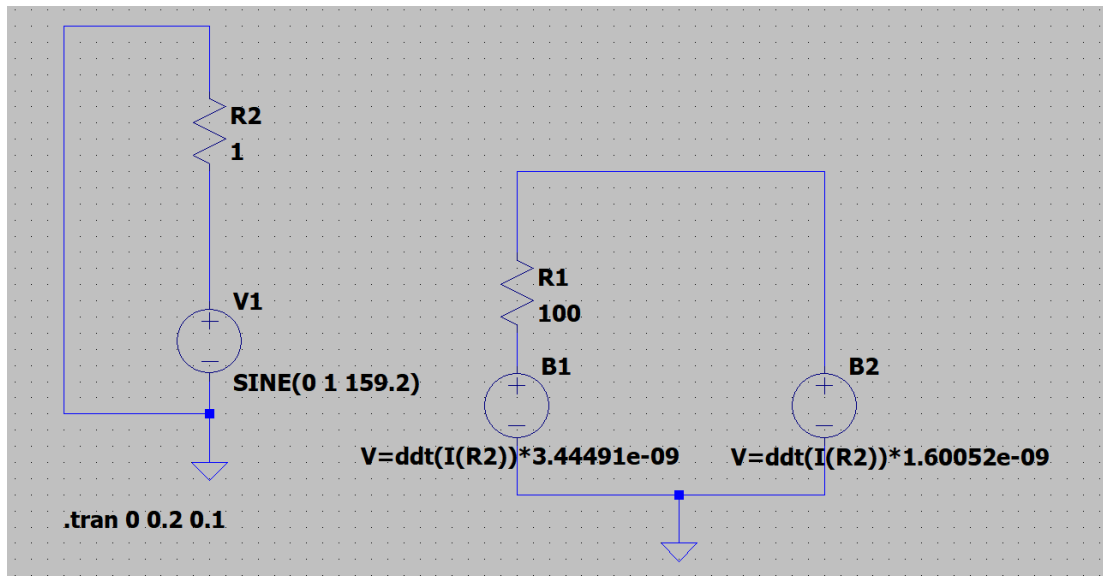 R2
1
V1
SINE(0 1 159.2)
.tran 0 0.2 0.1
R1
100
B1
V=ddt(I(R2))*3.44491e-09
B2
V=ddt(I(R2))*1.60052e-09